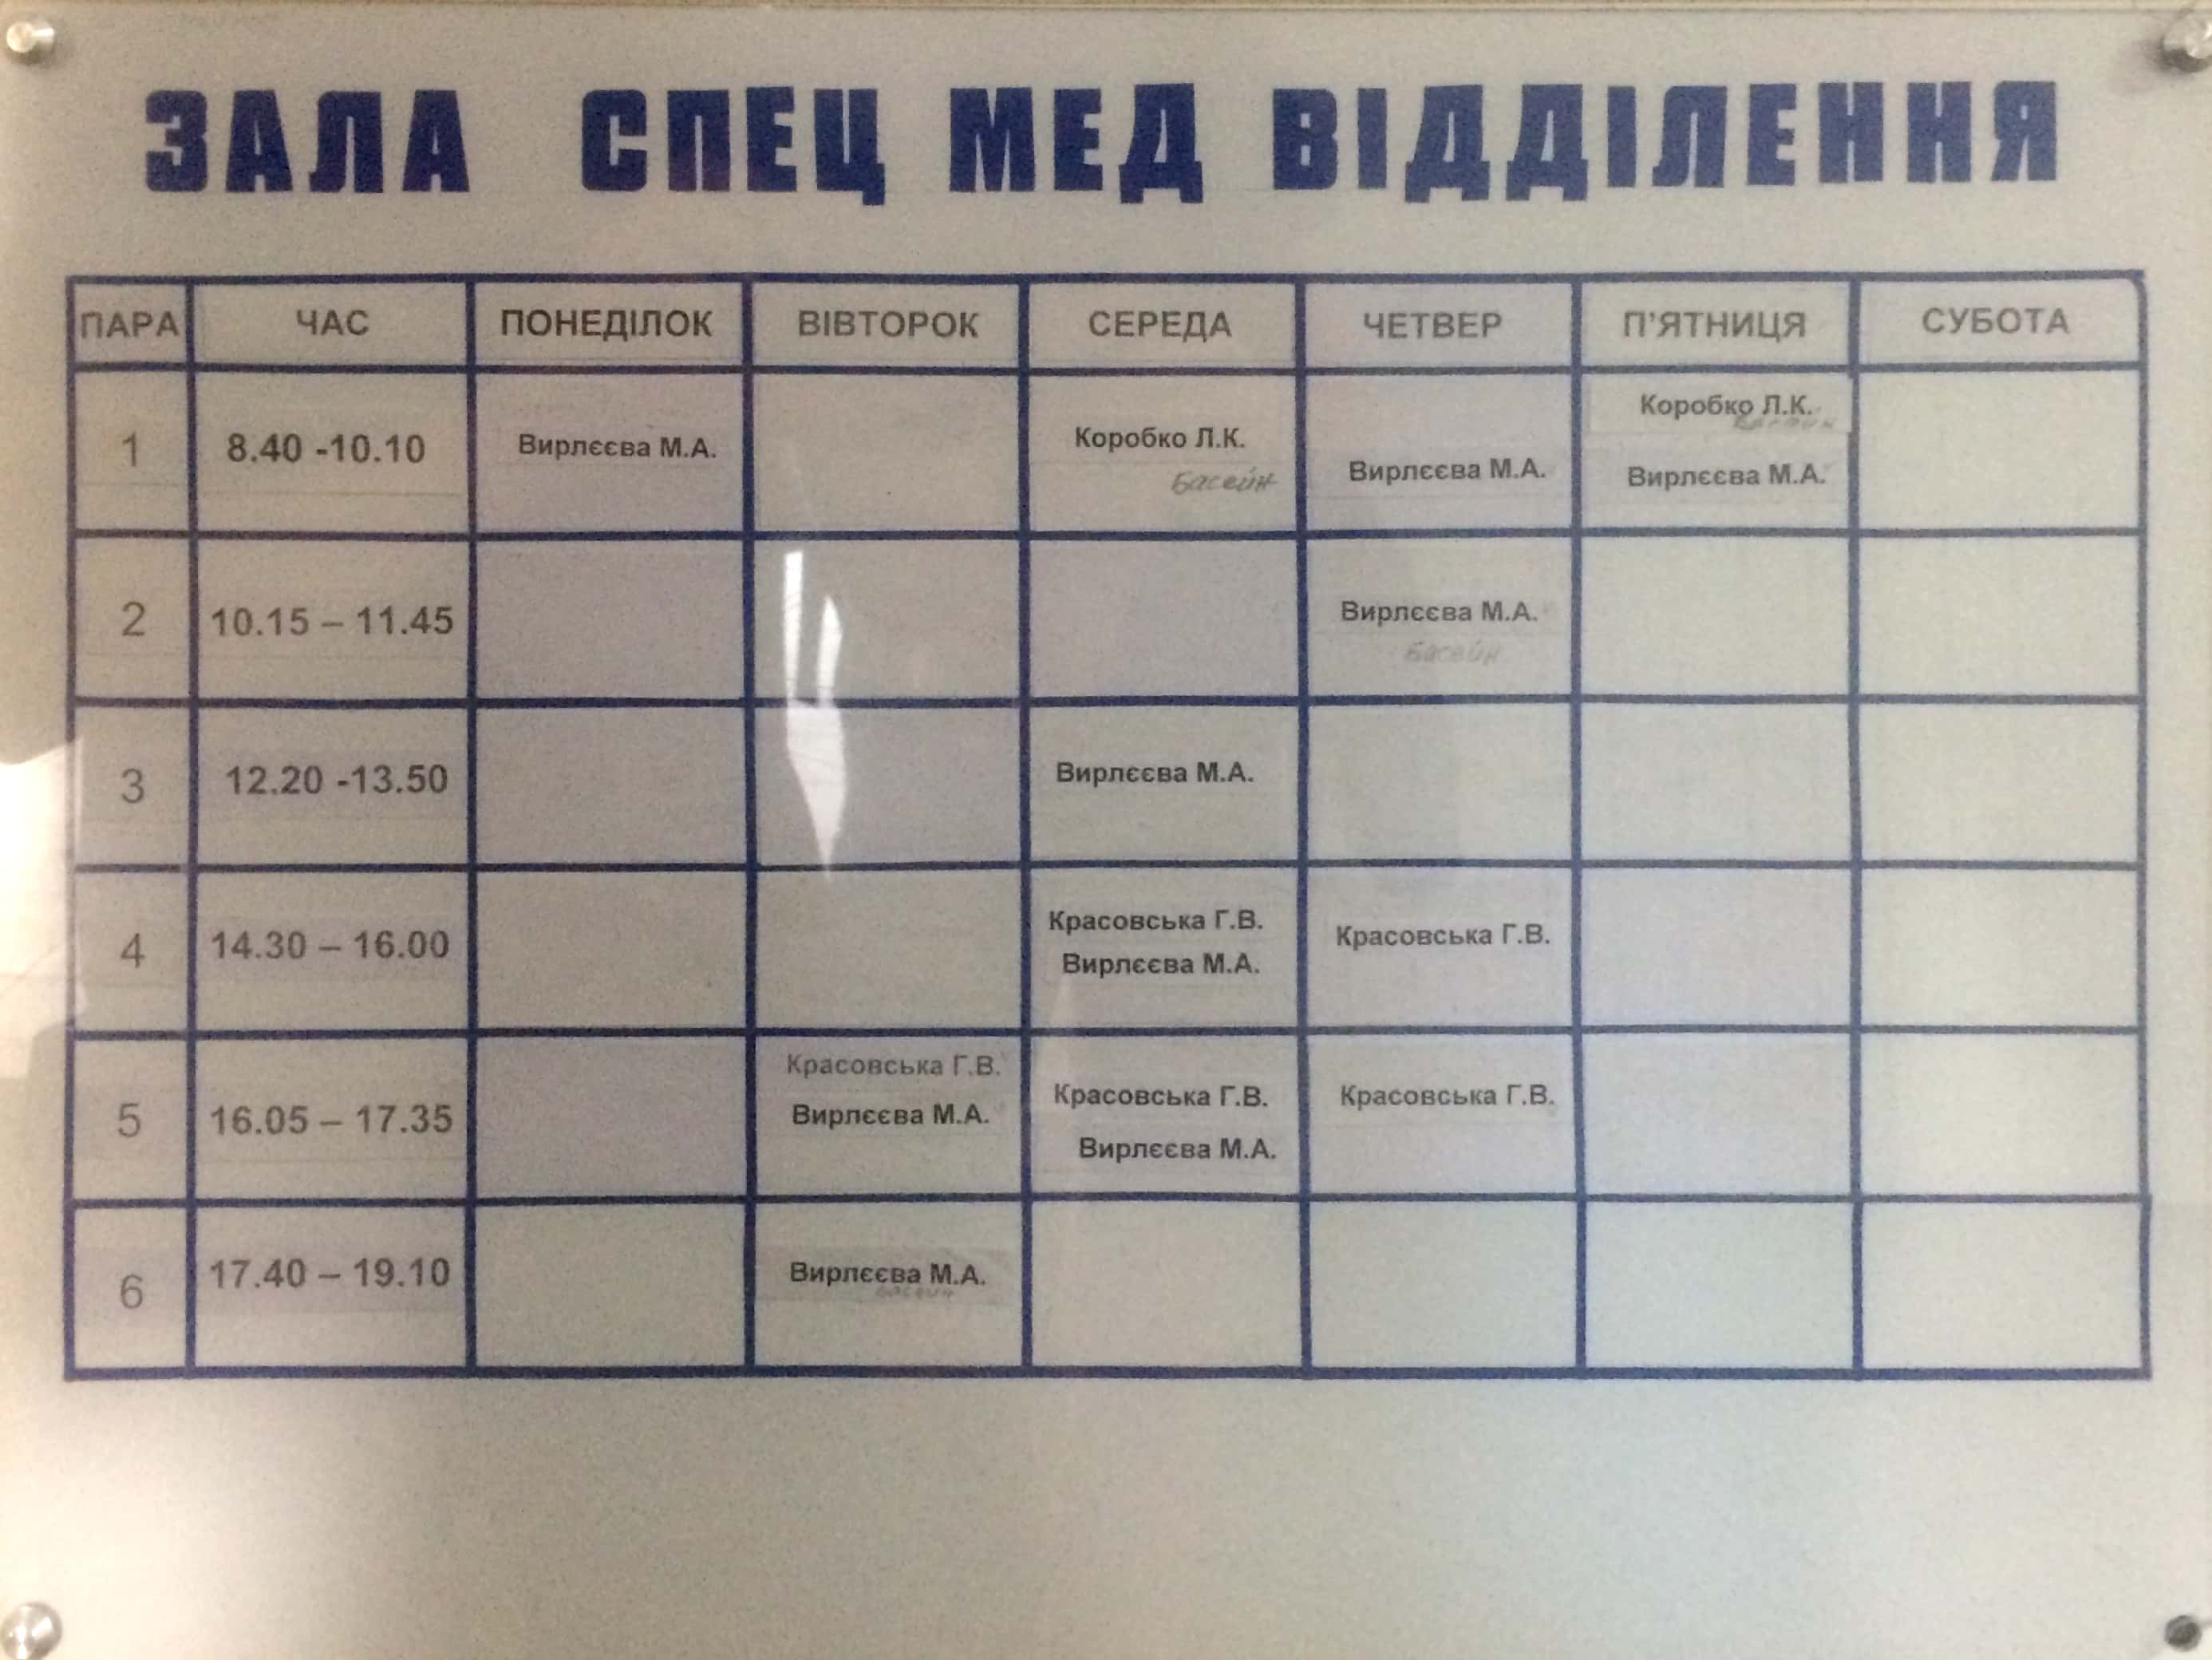 ЗАЛА СПЕЦ МЕД ВІДДІЛЕННЯ
ПАРА ЧАС ПОНЕДІЛОК ВІВТОРОК СЕРЕДА ЧЕТВЕР П'ЯТНИЦЯ СУБОТА
1 8.40 -10.10 Вирлєєва М.А. Коробко Л.К. Басейн Вирлєєва М.А. Коробко Л.К. Басейн Вирлєєва М.А.
2 10.15 – 11.45 Вирлєєва М.А. Басейн
3 12.20 -13.50 Вирлєєва М.А.
4 14.30 – 16.00 Красовська Г.В. Вирлєєва М.А. Красовська Г.В.
5 16.05 – 17.35 Красовська Г.В. Вирлєєва М.А. Красовська Г.В. Вирлєєва М.А. Красовська Г.В.
6 17.40 – 19.10 Вирлєєва М.А. Басейн